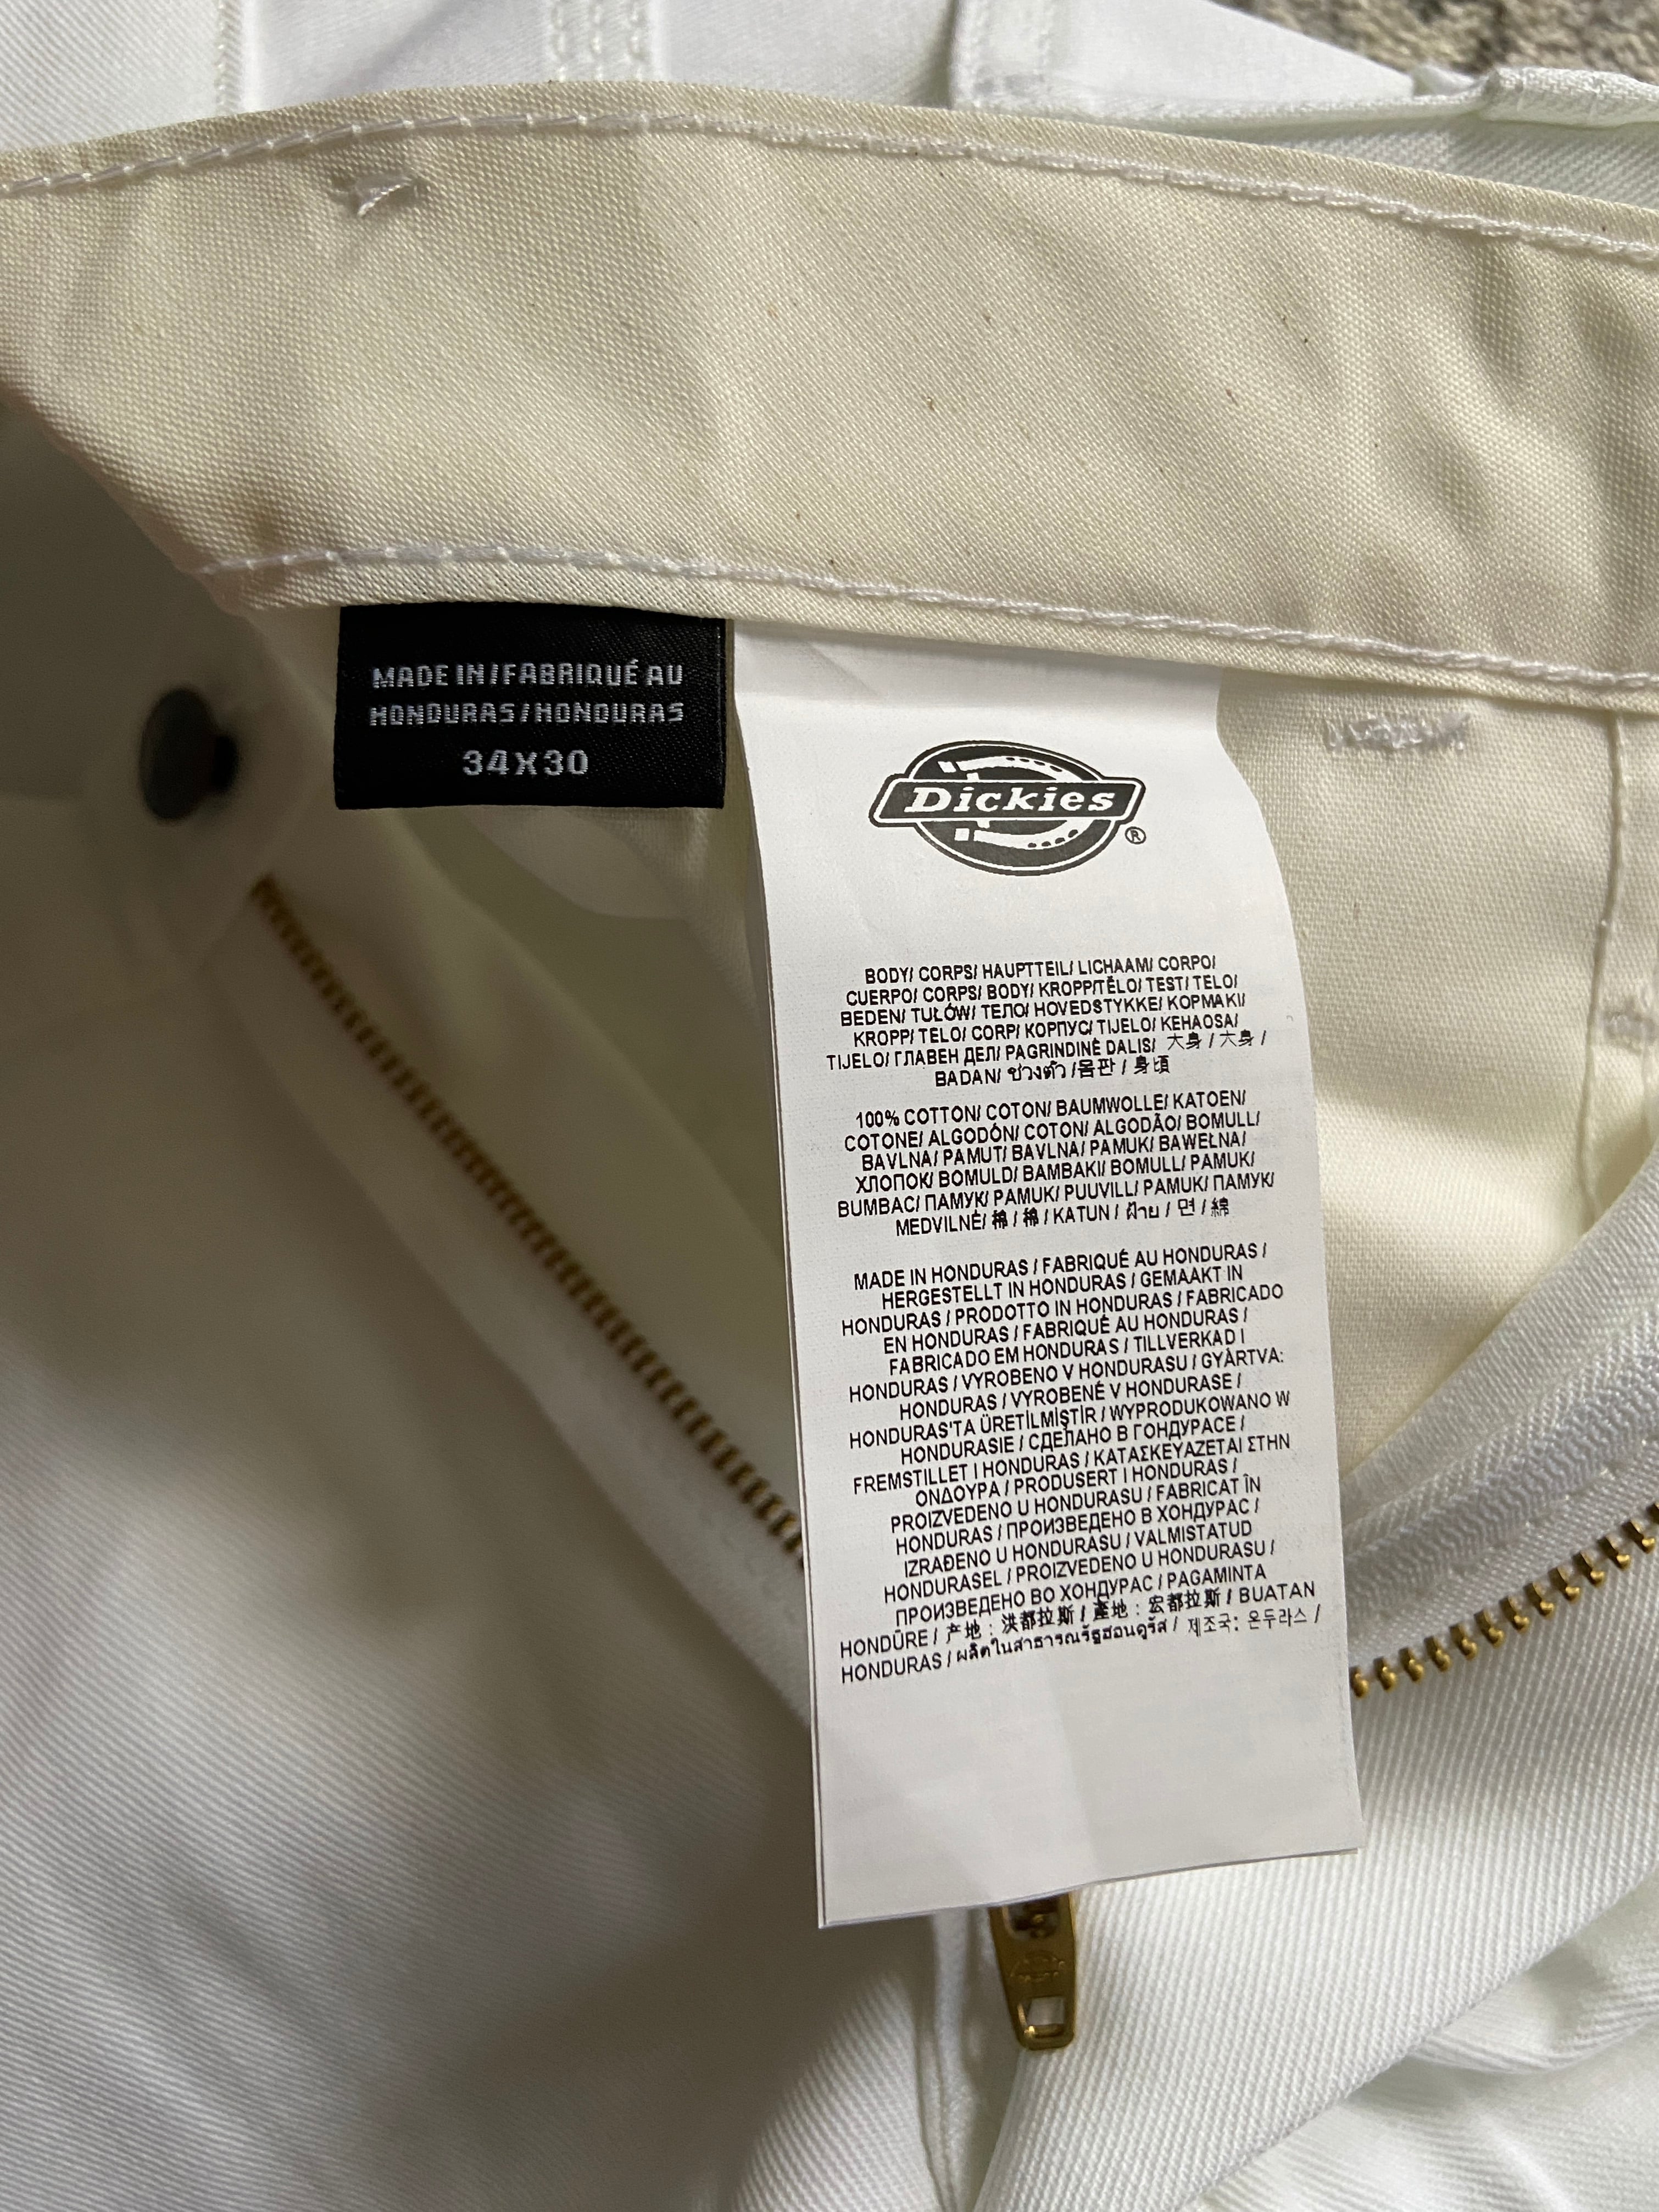 MADE IN/FABRIQUÉ AU
HONDURAS/HONDURAS
34X30
Dickies®
BODY/ CORPS/ HAUPTTEIL/ LICHAAM/ CORPO/
CUERPO/ CORPS/ BODY/ KROPP/TĚLO/ TEST/ TELO/
BEDEN/ TUŁÓW/ ТЕЛО/ HOVEDSTYKKE/ ΚΟΡΜΑΚΙ/
KROPP/ TELO/ CORP/ КОРПУС/ TIJELO/ KEHAOSA/
TIJELO/ ГЛАВЕН ДЕЛ/ PAGRINDINĖ DALIS/ 大身 / 大身 /
BADAN/ ช่วงตัว /몸판 / 身頃
100% COTTON/ COTON/ BAUMWOLLE/ KATOEN/
COTONE/ ALGODÓN/ COTON/ ALGODÃO/ BOMULL/
BAVLNA/ PAMUT/ BAVLNA/ PAMUK/ BAWEŁNA/
ХЛОПОК/ BOMULD/ ΒΑΜΒΑΚΙ/ BOMULL/ PAMUK/
BUMBAC/ ПАМУК/ PAMUK/ PUUVILL/ PAMUK/ ПАМУК/
MEDVILNĖ/ 棉 / 棉 / KATUN / ฝ้าย / 면 / 綿
MADE IN HONDURAS / FABRIQUÉ AU HONDURAS /
HERGESTELLT IN HONDURAS / GEMAAKT IN
HONDURAS / PRODOTTO IN HONDURAS / FABRICADO
EN HONDURAS / FABRIQUÉ AU HONDURAS /
FABRICADO EM HONDURAS / TILLVERKAD I
HONDURAS / VYROBENO V HONDURASU / GYÁRTVA:
HONDURAS / VYROBENÉ V HONDURASE /
HONDURAS'TA ÜRETİLMİŞTİR / WYPRODUKOWANO W
HONDURASIE / СДЕЛАНО В ГОНДУРАСЕ /
FREMSTILLET I HONDURAS / ΚΑΤΑΣΚΕΥΑΖΕΤΑΙ ΣΤΗΝ
ΟΝΔΟΥΡΑ / PRODUSERT I HONDURAS /
PROIZVEDENO U HONDURASU / FABRICAT ÎN
HONDURAS / ПРОИЗВЕДЕНО В ХОНДУРАС /
IZRAĐENO U HONDURASU / VALMISTATUD
HONDURASEL / PROIZVEDENO U HONDURASU /
ПРОИЗВЕДЕНО ВО ХОНДУРАС / PAGAMINTA
HONDŪRE / 产地 : 洪都拉斯 / 產地 : 宏都拉斯 / BUATAN
HONDURAS / ผลิตในสาธารณรัฐฮอนดูรัส / 제조국: 온두라스 /